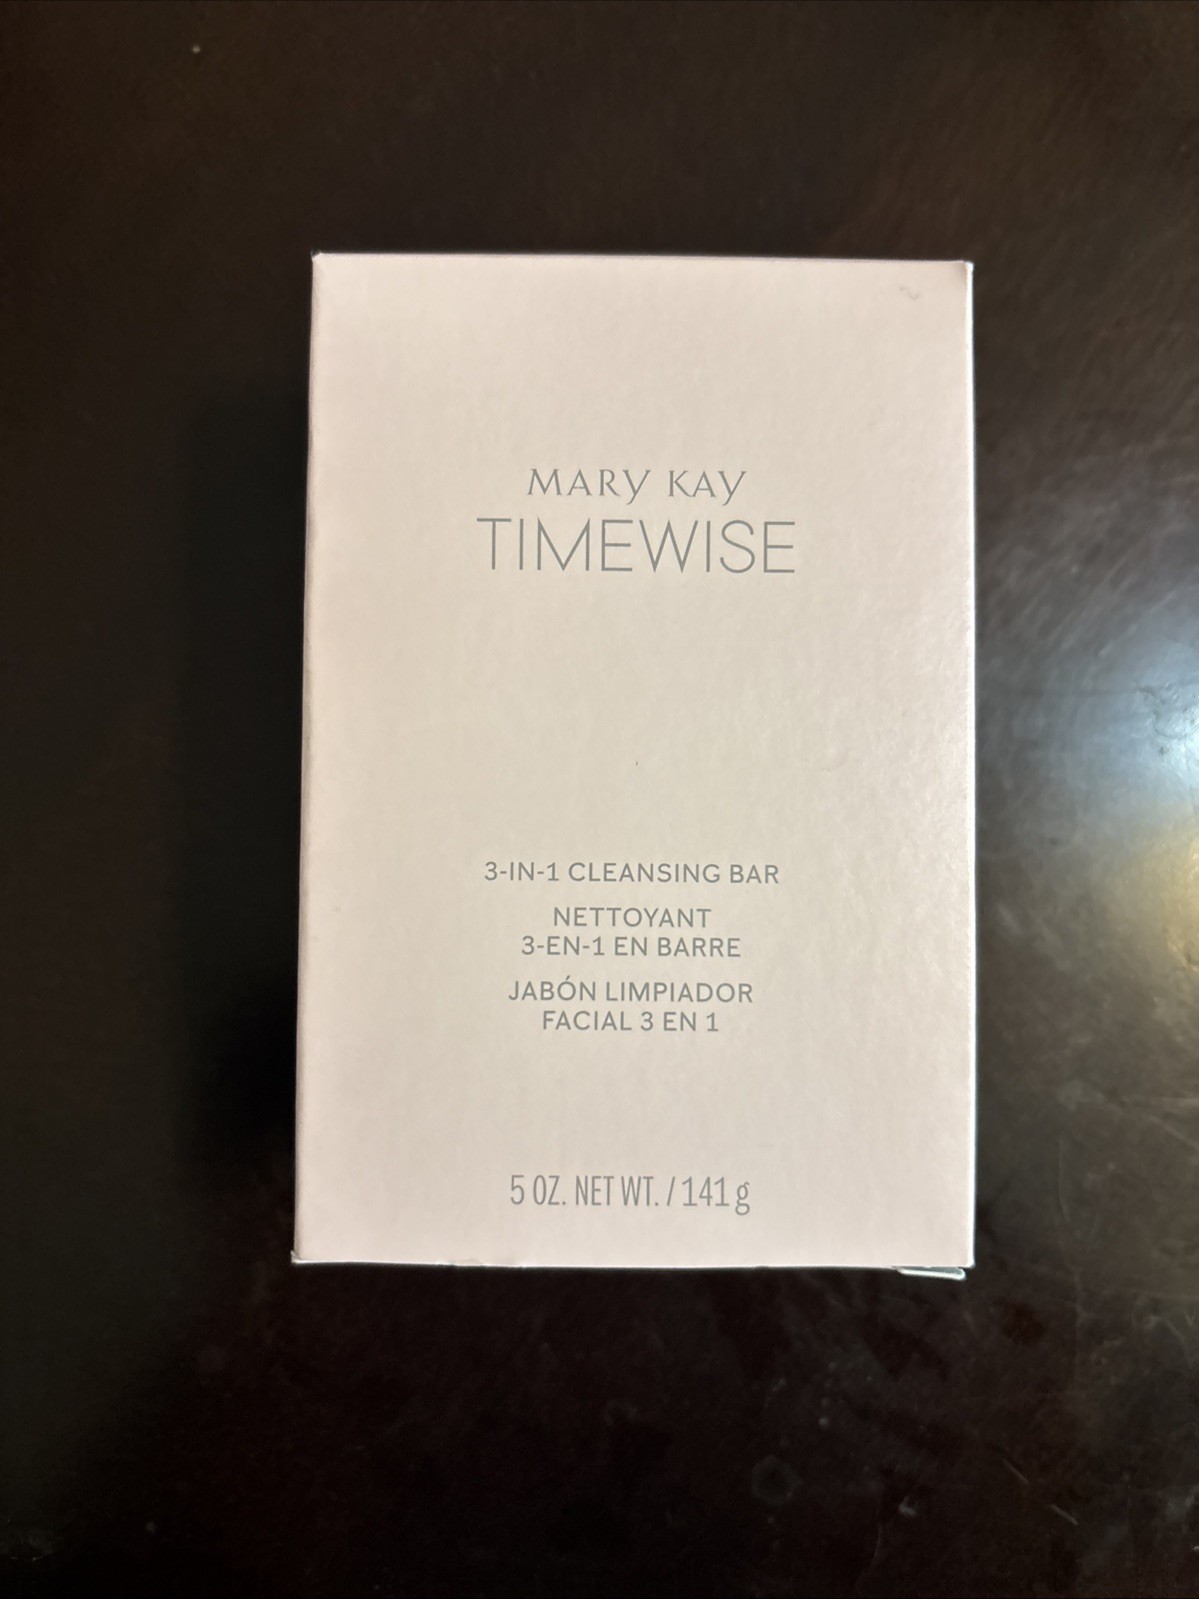 MARY KAY
TIMEWISE
3-IN-1 CLEANSING BAR
NETTOYANT
3-EN-1 EN BARRE
JABÓN LIMPIADOR
FACIAL 3 EN 1
5 OZ. NET WT. / 141 g